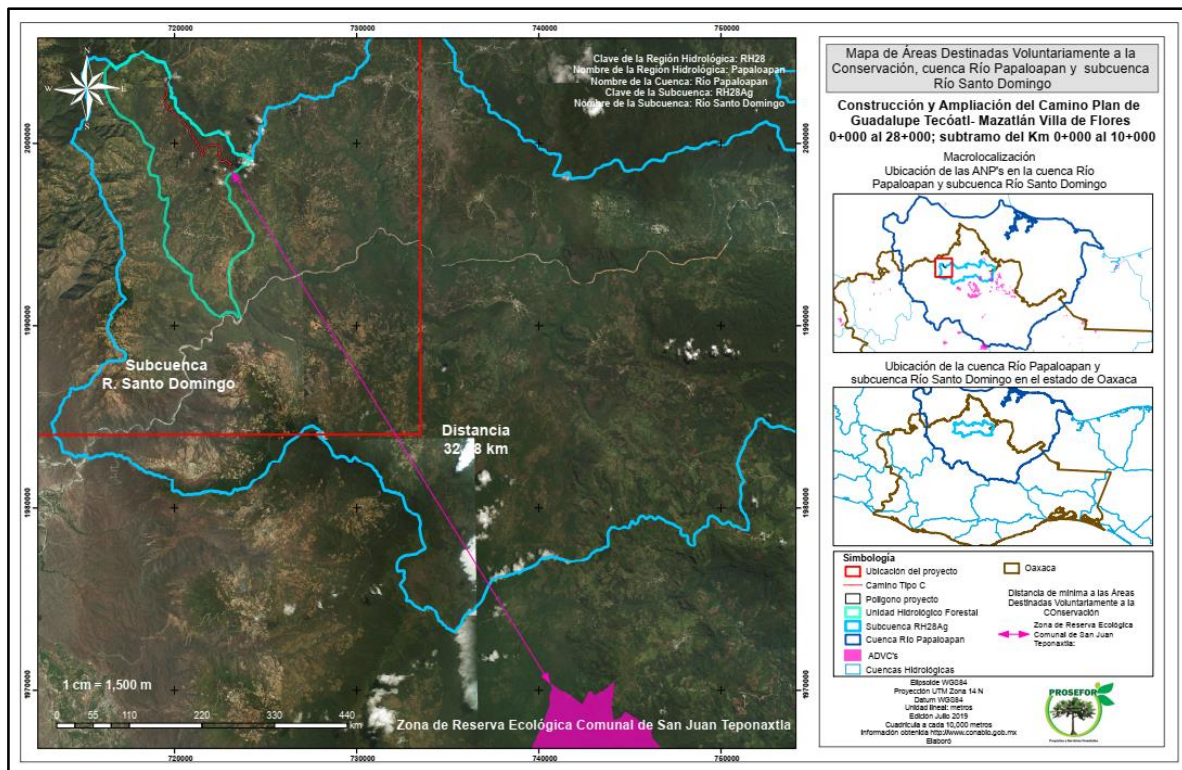 720000
730000
740000
750000
N
W
E
S
Clave de la Región Hidrológica: RH28
Nombre de la Región Hidrológica: Papaloapan
Nombre de la Cuenca: Río Papaloapan
Clave de la Subcuenca: RH28Ag
Nombre de la Subcuenca: Río Santo Domingo
2000000
2000000
1990000
1990000
Subcuenca
R. Santo Domingo
Distancia
km
1980000
1980000
1970000
1970000
1 cm = 1,500 m
0
55
110
220
330
440
km
Zona de Reserva Ecológica Comunal de San Juan Teponaxtla
720000
730000
740000
750000
Mapa de Áreas Destinadas Voluntariamente a la
Conservación, cuenca Río Papaloapan y subcuenca
Río Santo Domingo
Construcción y Ampliación del Camino Plan de
Guadalupe Tecóatl- Mazatlán Villa de Flores
0+000 al 28+000; subtramo del Km 0+000 al 10+000
Macrolocalización
Ubicación de las ANP's en la cuenca Río
Papaloapan y subcuenca Río Santo Domingo
Ubicación de la cuenca Río Papaloapan y
subcuenca Río Santo Domingo en el estado de Oaxaca
Simbología
Ubicación del proyecto
Camino Tipo C
Poligono proyecto
Unidad Hidrológico Forestal
Subcuenca RH28Ag
Cuenca Río Papaloapan
ADVC's
Cuencas Hidrológicas
Oaxaca
Distancia de mínima a las Áreas
Destinadas Voluntariamente a la
COnservación
Zona de Reserva Ecológica
Comunal de San Juan
Teponaxtla:
Elipsoide WGS84
Proyección UTM Zona 14 N
Datum WGS84
Unidad lineal: metros
Edición Julio 2019
Cuadrícula a cada 10,000 metros
Información obtenida http://www.conabio.gob.mx
Elaboró
PROSEFOR